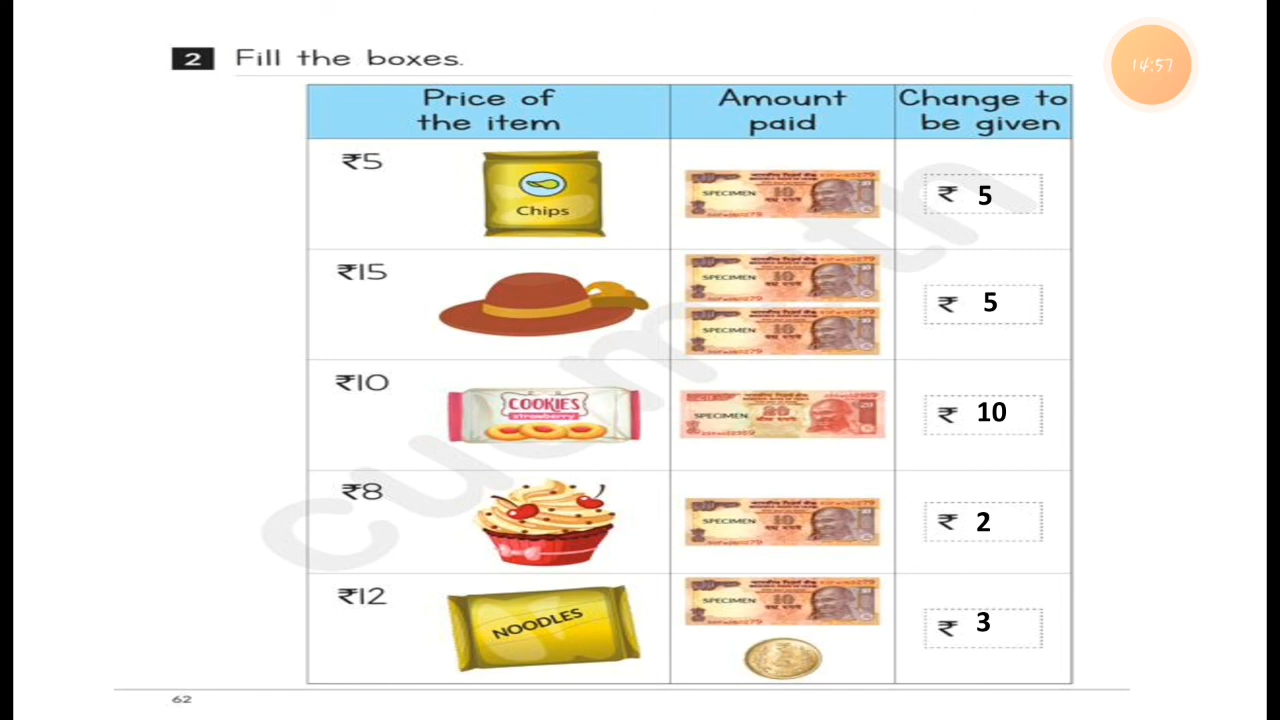 2 Fill the boxes.
14:57
Price of the item
Amount paid
Change to be given
₹5
Chips
SPECIMEN 10
₹ 5
₹15
SPECIMEN 10
SPECIMEN 10
₹ 5
₹10
COOKIES
strawberry
SPECIMEN 20
₹ 10
₹8
SPECIMEN 10
₹ 2
₹12
NOODLES
SPECIMEN 10
₹ 3
cuemath
62